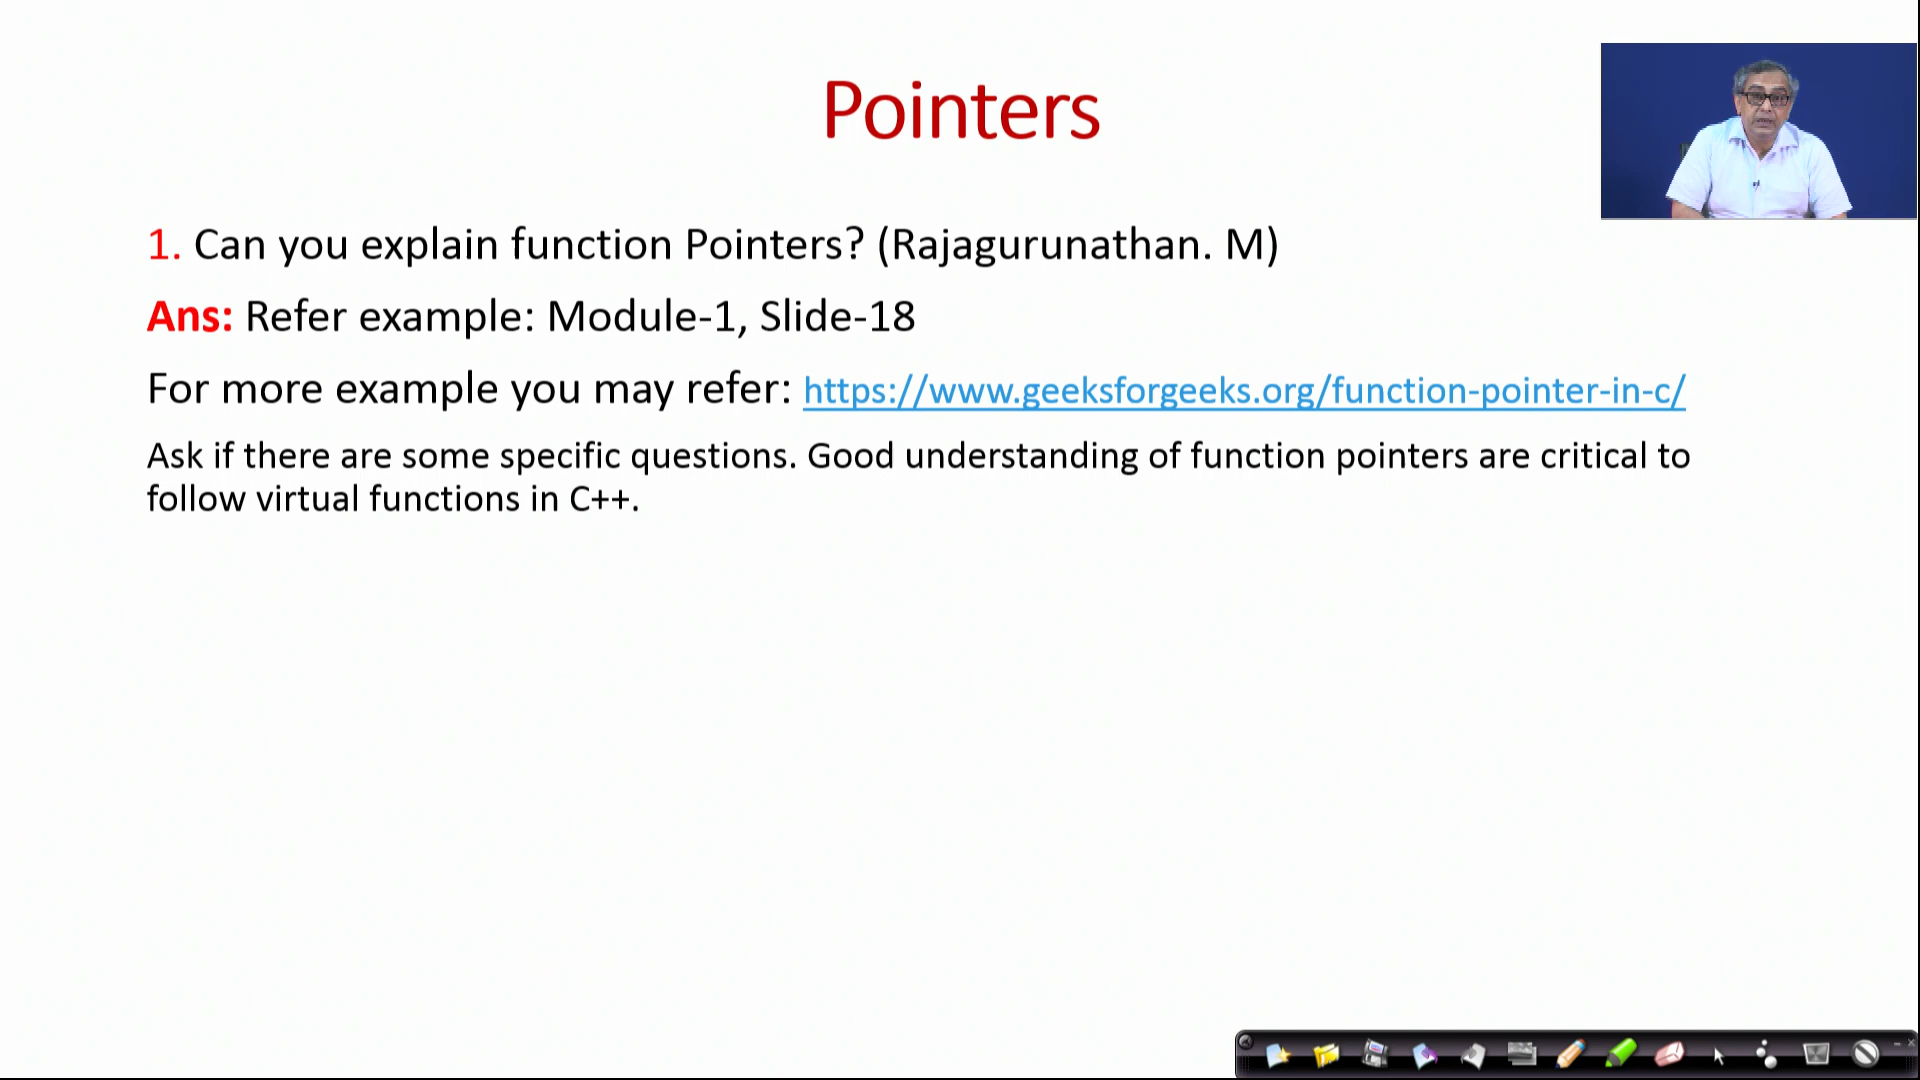 Pointers
1. Can you explain function Pointers? (Rajagurunathan. M)
Ans: Refer example: Module-1, Slide-18
For more example you may refer: https://www.geeksforgeeks.org/function-pointer-in-c/
Ask if there are some specific questions. Good understanding of function pointers are critical to
follow virtual functions in C++.